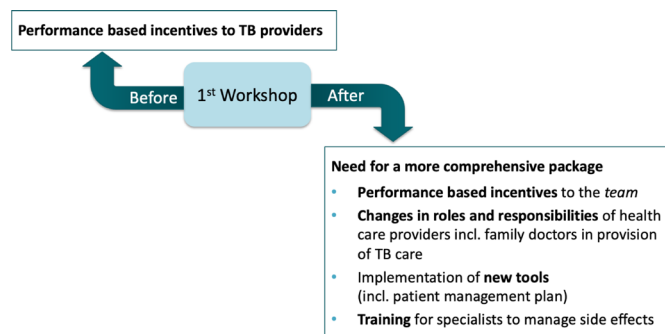 Performance based incentives to TB providers
Before
1st Workshop
After
Need for a more comprehensive package
• Performance based incentives to the team
• Changes in roles and responsibilities of health
care providers incl. family doctors in provision
of TB care
• Implementation of new tools
(incl. patient management plan)
• Training for specialists to manage side effects